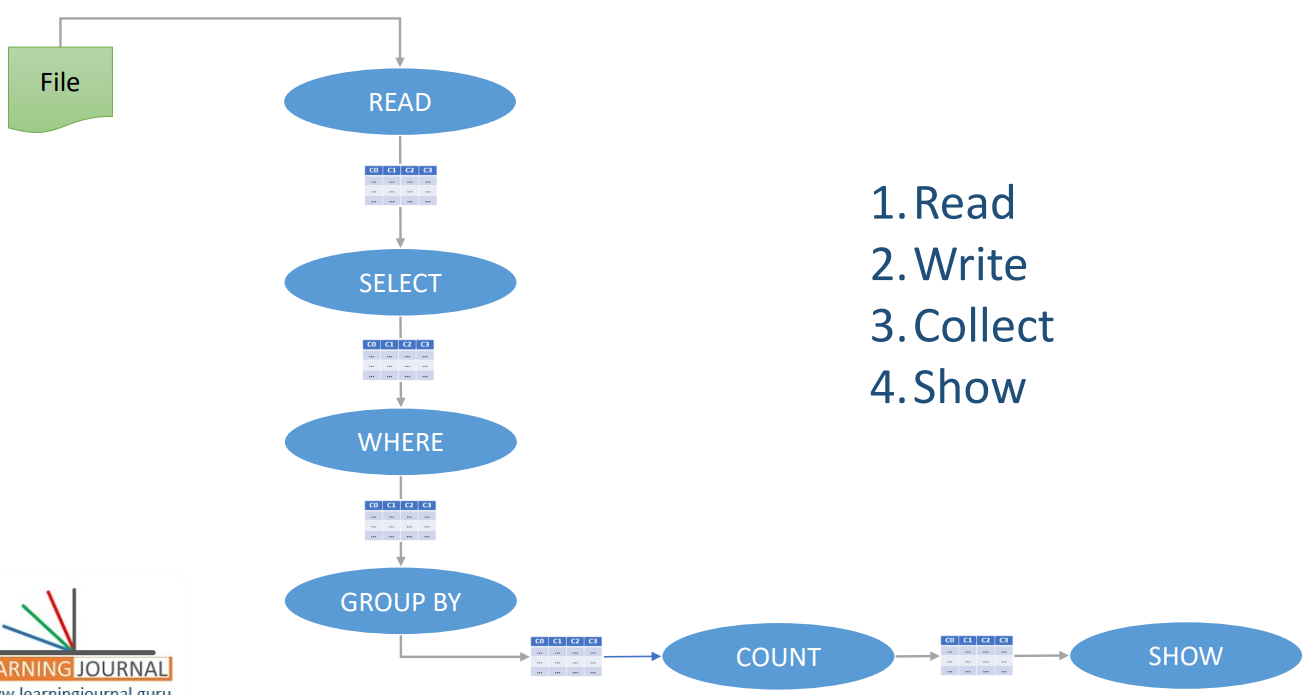 File
READ
C0 C1 C2 C3
... ... ... ...
... ... ... ...
... ... ... ...
SELECT
C0 C1 C2 C3
... ... ... ...
... ... ... ...
... ... ... ...
WHERE
C0 C1 C2 C3
... ... ... ...
... ... ... ...
... ... ... ...
GROUP BY
C0 C1 C2 C3
... ... ... ...
... ... ... ...
... ... ... ...
COUNT
C0 C1 C2 C3
... ... ... ...
... ... ... ...
... ... ... ...
SHOW
1. Read
2. Write
3. Collect
4. Show
ARNING JOURNAL
w.learningjournal.guru